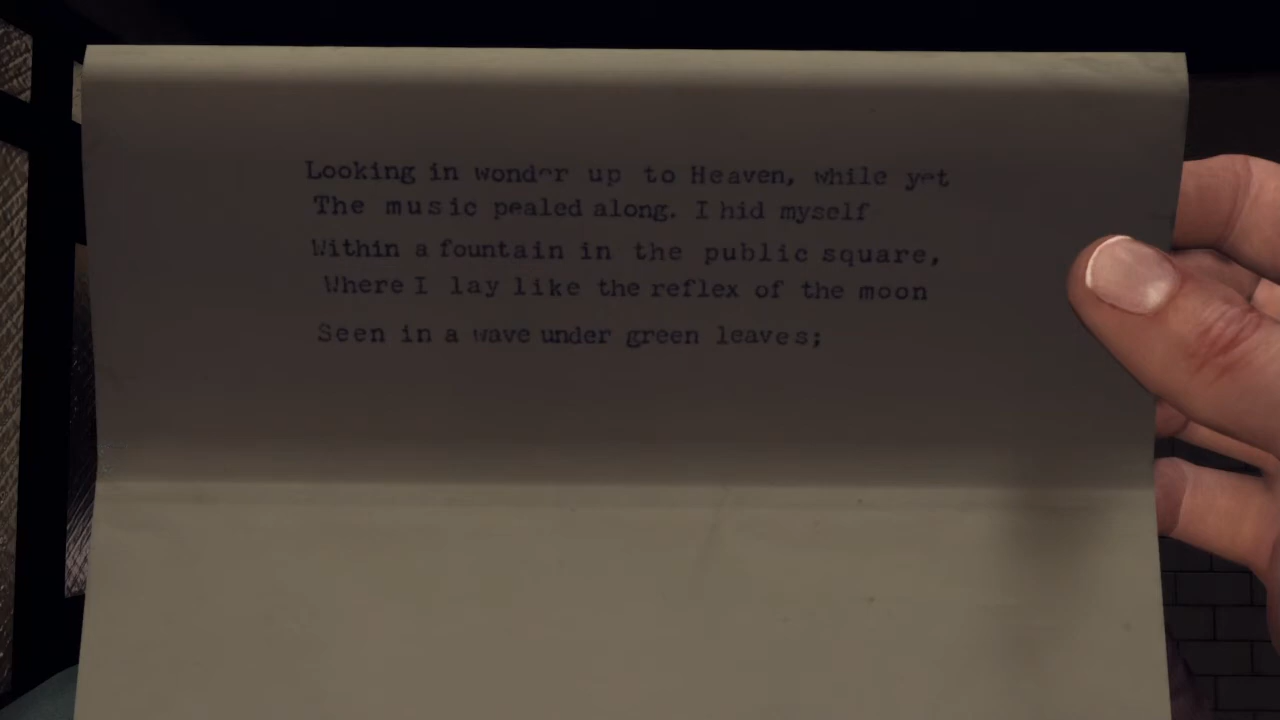 Looking in wonder up to Heaven, while yet
The music pealed along. I hid myself
Within a fountain in the public square,
Where I lay like the reflex of the moon
Seen in a wave under green leaves;